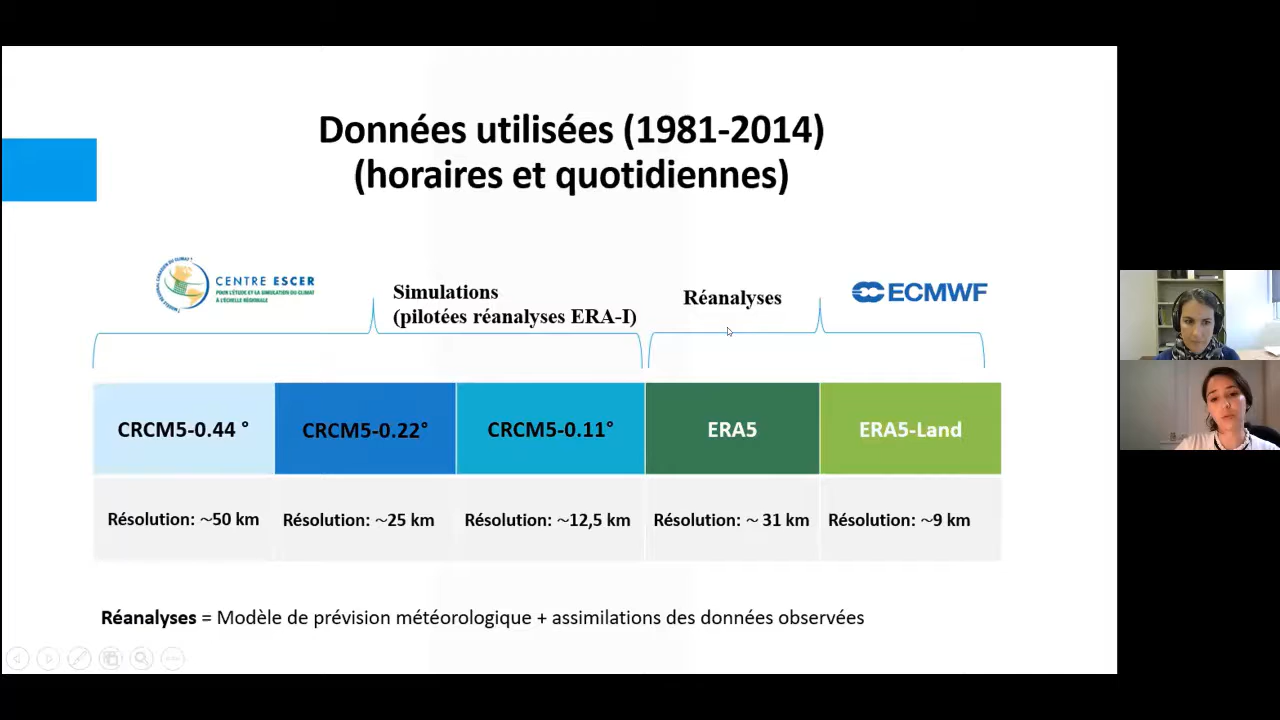 Données utilisées (1981-2014)
(horaires et quotidiennes)
CENTRE ESCER
POUR L'ÉTUDE ET LA SIMULATION DU CLIMAT
À L'ÉCHELLE RÉGIONALE
Simulations
(pilotées réanalyses ERA-I)
Réanalyses
ECMWF
CRCM5-0.44 °
CRCM5-0.22°
CRCM5-0.11°
ERA5
ERA5-Land
Résolution: ~50 km
Résolution: ~25 km
Résolution: ~12,5 km
Résolution: ~ 31 km
Résolution: ~9 km
Réanalyses = Modèle de prévision météorologique + assimilations des données observées